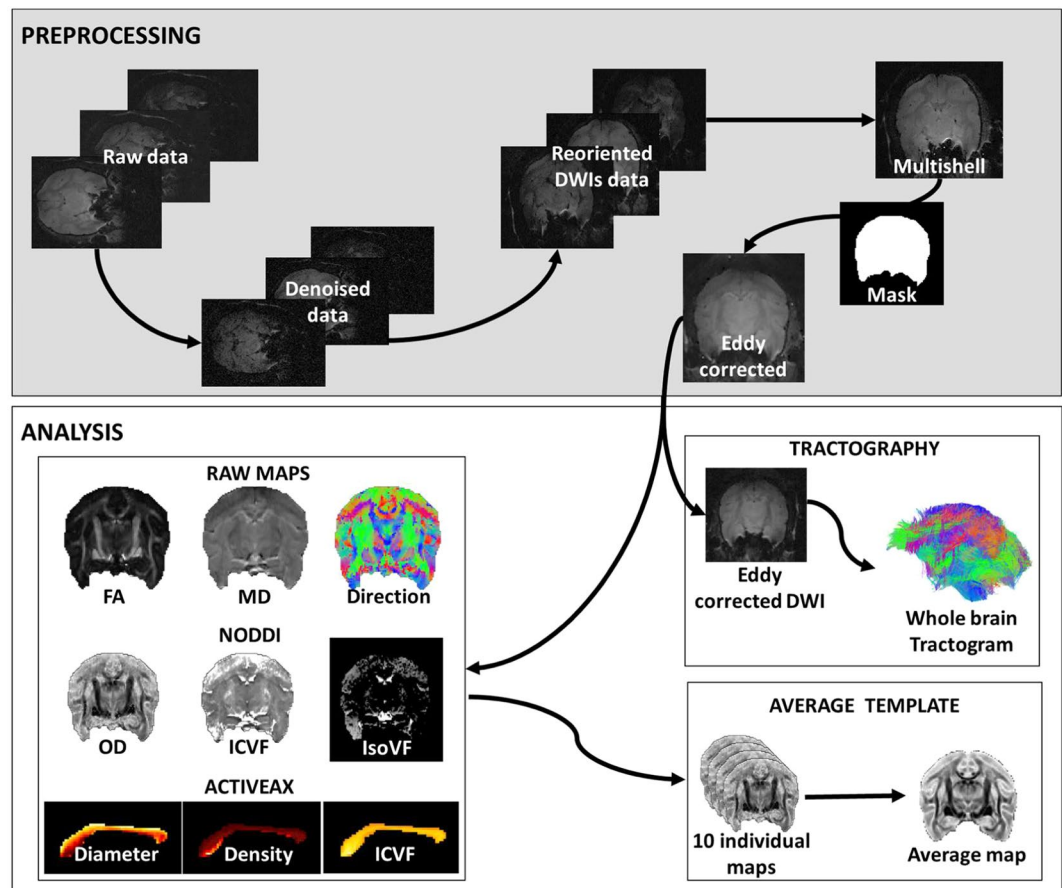 PREPROCESSING
Raw data
Denoised
data
Reoriented
DWIs data
Multishell
Mask
Eddy
corrected
ANALYSIS
RAW MAPS
FA
MD
Direction
NODDI
OD
ICVF
IsoVF
ACTIVEAX
Diameter
Density
ICVF
TRACTOGRAPHY
Eddy
corrected DWI
Whole brain
Tractogram
AVERAGE TEMPLATE
10 individual
maps
Average map